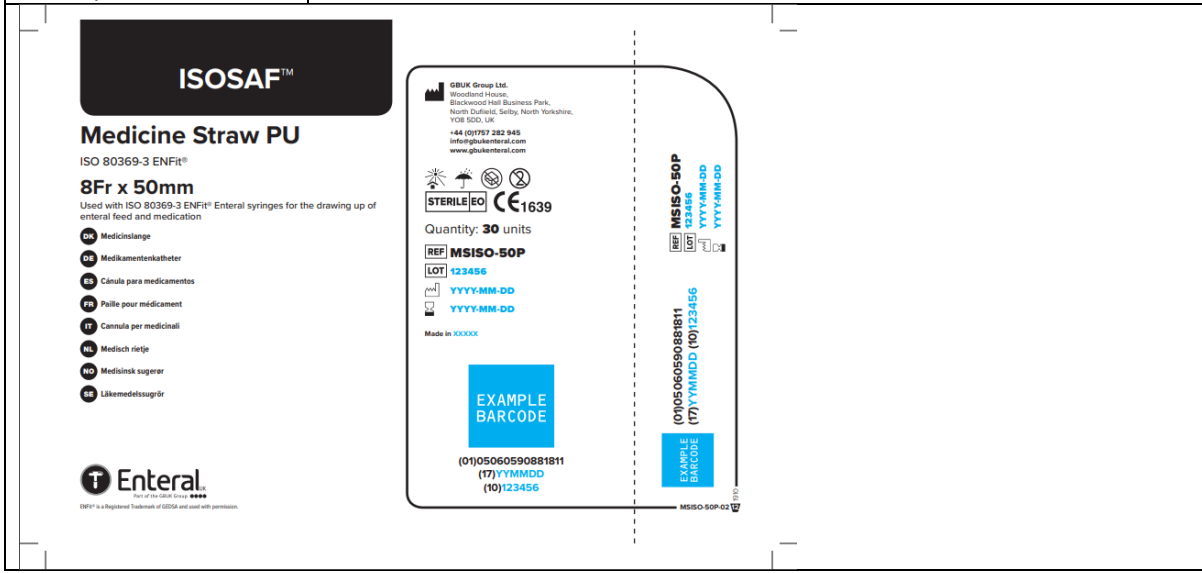 ISOSAF™
Medicine Straw PU
ISO 80369-3 ENFit®
8Fr x 50mm
Used with ISO 80369-3 ENFit® Enteral syringes for the drawing up of
enteral feed and medication
DK Medicinslange
DE Medikamentenkatheter
ES Cánula para medicamentos
FR Paille pour médicament
IT Cannula per medicinali
NL Medisch rietje
NO Medisinsk sugerør
SE Läkemedelssugrör
Enteral UK
Part of the GBUK Group
ENFit® is a Registered Trademark of GEDSA and used with permission.
GBUK Group Ltd.
Woodland House,
Blackwood Hall Business Park,
North Duffield, Selby, North Yorkshire,
YO8 5DD, UK
+44 (0)1757 282 945
info@gbukenteral.com
www.gbukenteral.com
STERILE EO CE 1639
Quantity: 30 units
REF MSISO-50P
LOT 123456
YYYY-MM-DD
YYYY-MM-DD
Made in XXXXX
EXAMPLE
BARCODE
(01)05060590881811
(17)YYMMDD
(10)123456
REF MSISO-50P
LOT 123456
YYYY-MM-DD
YYYY-MM-DD
(01)05060590881811
(17)YYMMDD (10)123456
EXAMPLE
BARCODE
1910
MSISO-50P-02 12